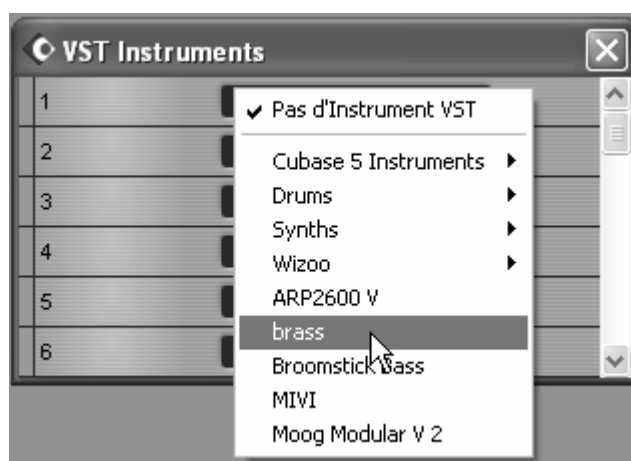 VST Instruments
1
2
3
4
5
6
Pas d'Instrument VST
Cubase 5 Instruments
Drums
Synths
Wizoo
ARP2600 V
brass
Broomstick Bass
MIVI
Moog Modular V 2